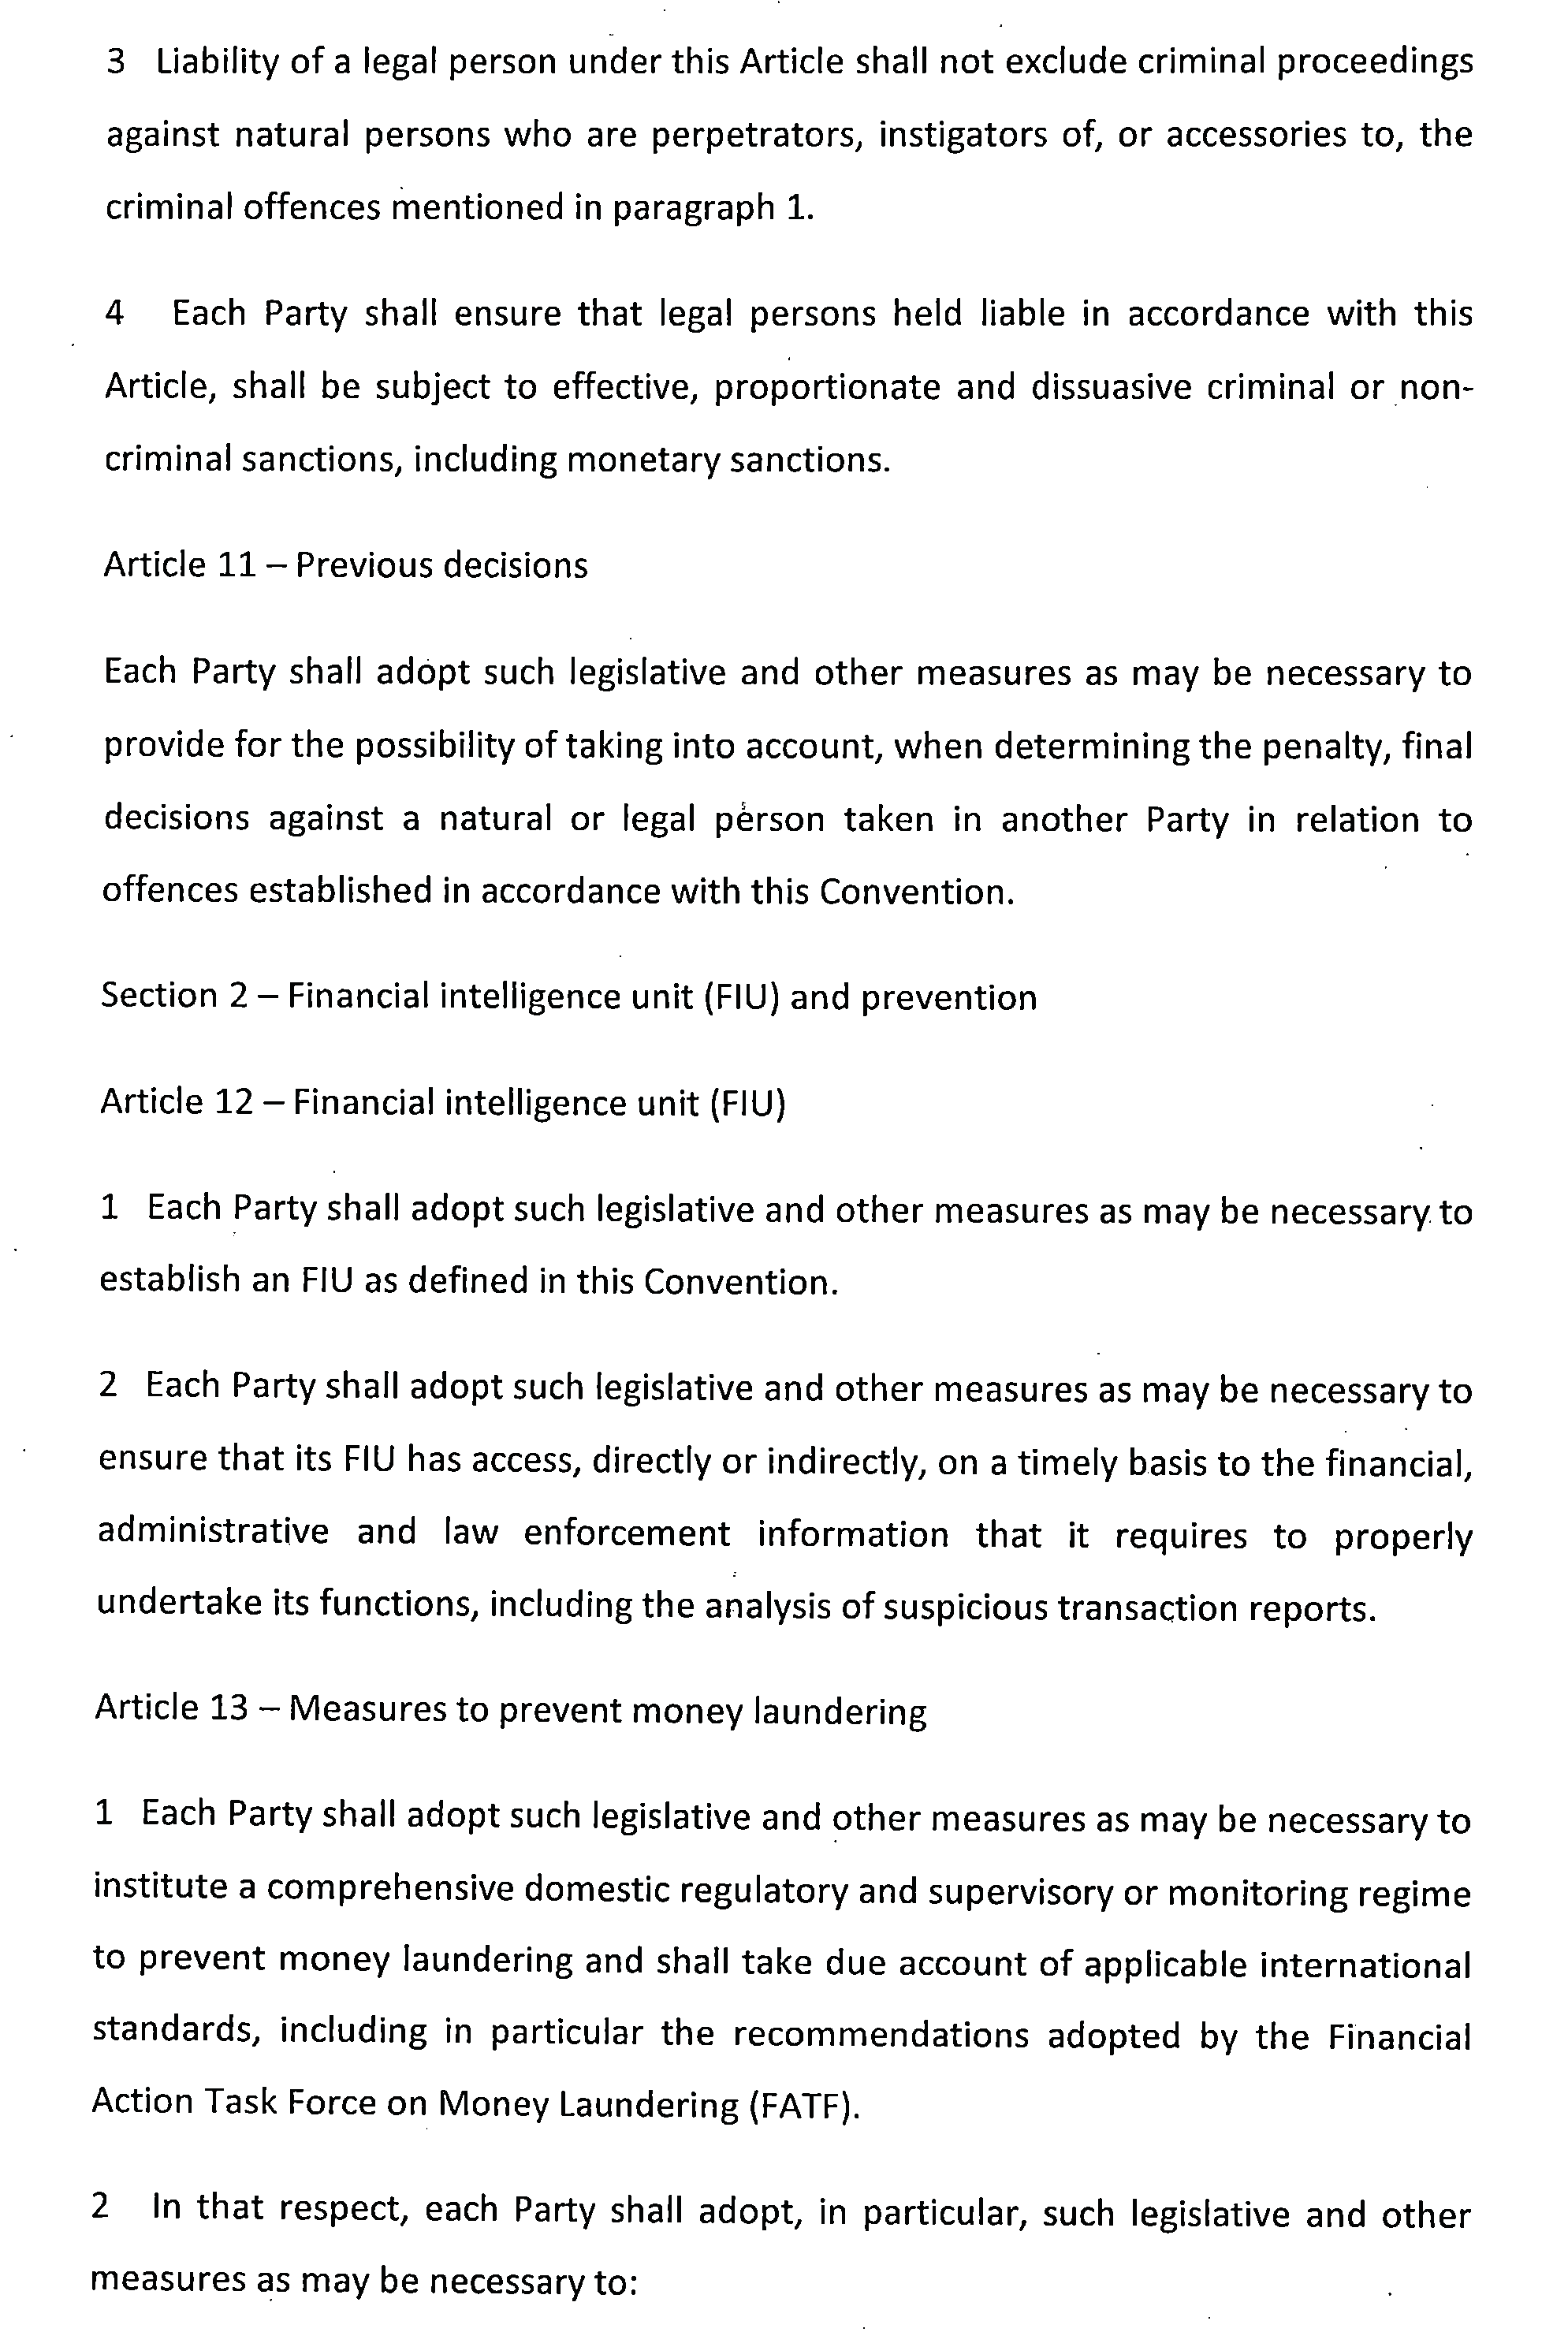 3 Liability of a legal person under this Article shall not exclude criminal proceedings
against natural persons who are perpetrators, instigators of, or accessories to, the
criminal offences mentioned in paragraph 1.
4 Each Party shall ensure that legal persons held liable in accordance with this
Article, shall be subject to effective, proportionate and dissuasive criminal or non-
criminal sanctions, including monetary sanctions.
Article 11 – Previous decisions
Each Party shall adopt such legislative and other measures as may be necessary to
provide for the possibility of taking into account, when determining the penalty, final
decisions against a natural or legal person taken in another Party in relation to
offences established in accordance with this Convention.
Section 2 – Financial intelligence unit (FIU) and prevention
Article 12 – Financial intelligence unit (FIU)
1 Each Party shall adopt such legislative and other measures as may be necessary to
establish an FIU as defined in this Convention.
2 Each Party shall adopt such legislative and other measures as may be necessary to
ensure that its FIU has access, directly or indirectly, on a timely basis to the financial,
administrative and law enforcement information that it requires to properly
undertake its functions, including the analysis of suspicious transaction reports.
Article 13 – Measures to prevent money laundering
1 Each Party shall adopt such legislative and other measures as may be necessary to
institute a comprehensive domestic regulatory and supervisory or monitoring regime
to prevent money laundering and shall take due account of applicable international
standards, including in particular the recommendations adopted by the Financial
Action Task Force on Money Laundering (FATF).
2 In that respect, each Party shall adopt, in particular, such legislative and other
measures as may be necessary to: